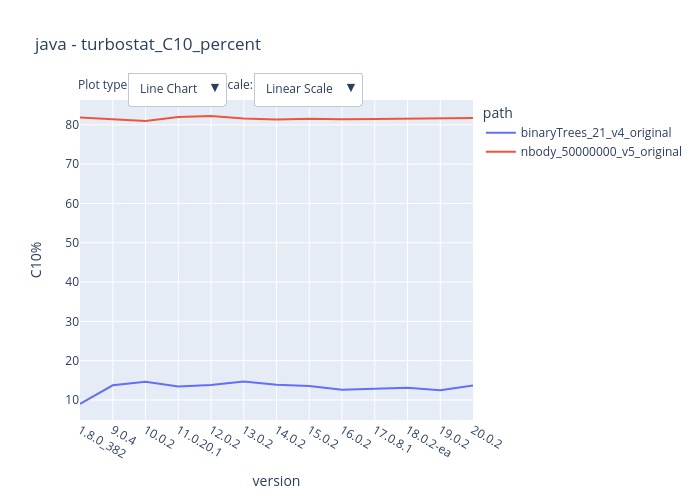 java - turbostat_C10_percent
Plot type
Line Chart ▼
cale:
Linear Scale ▼
path
binaryTrees_21_v4_original
nbody_50000000_v5_original
C10%
80
70
60
50
40
30
20
10
1.8.0_382
9.0.4
10.0.2
11.0.20.1
12.0.2
13.0.2
14.0.2
15.0.2
16.0.2
17.0.8.1
18.0.2-ea
19.0.2
20.0.2
version